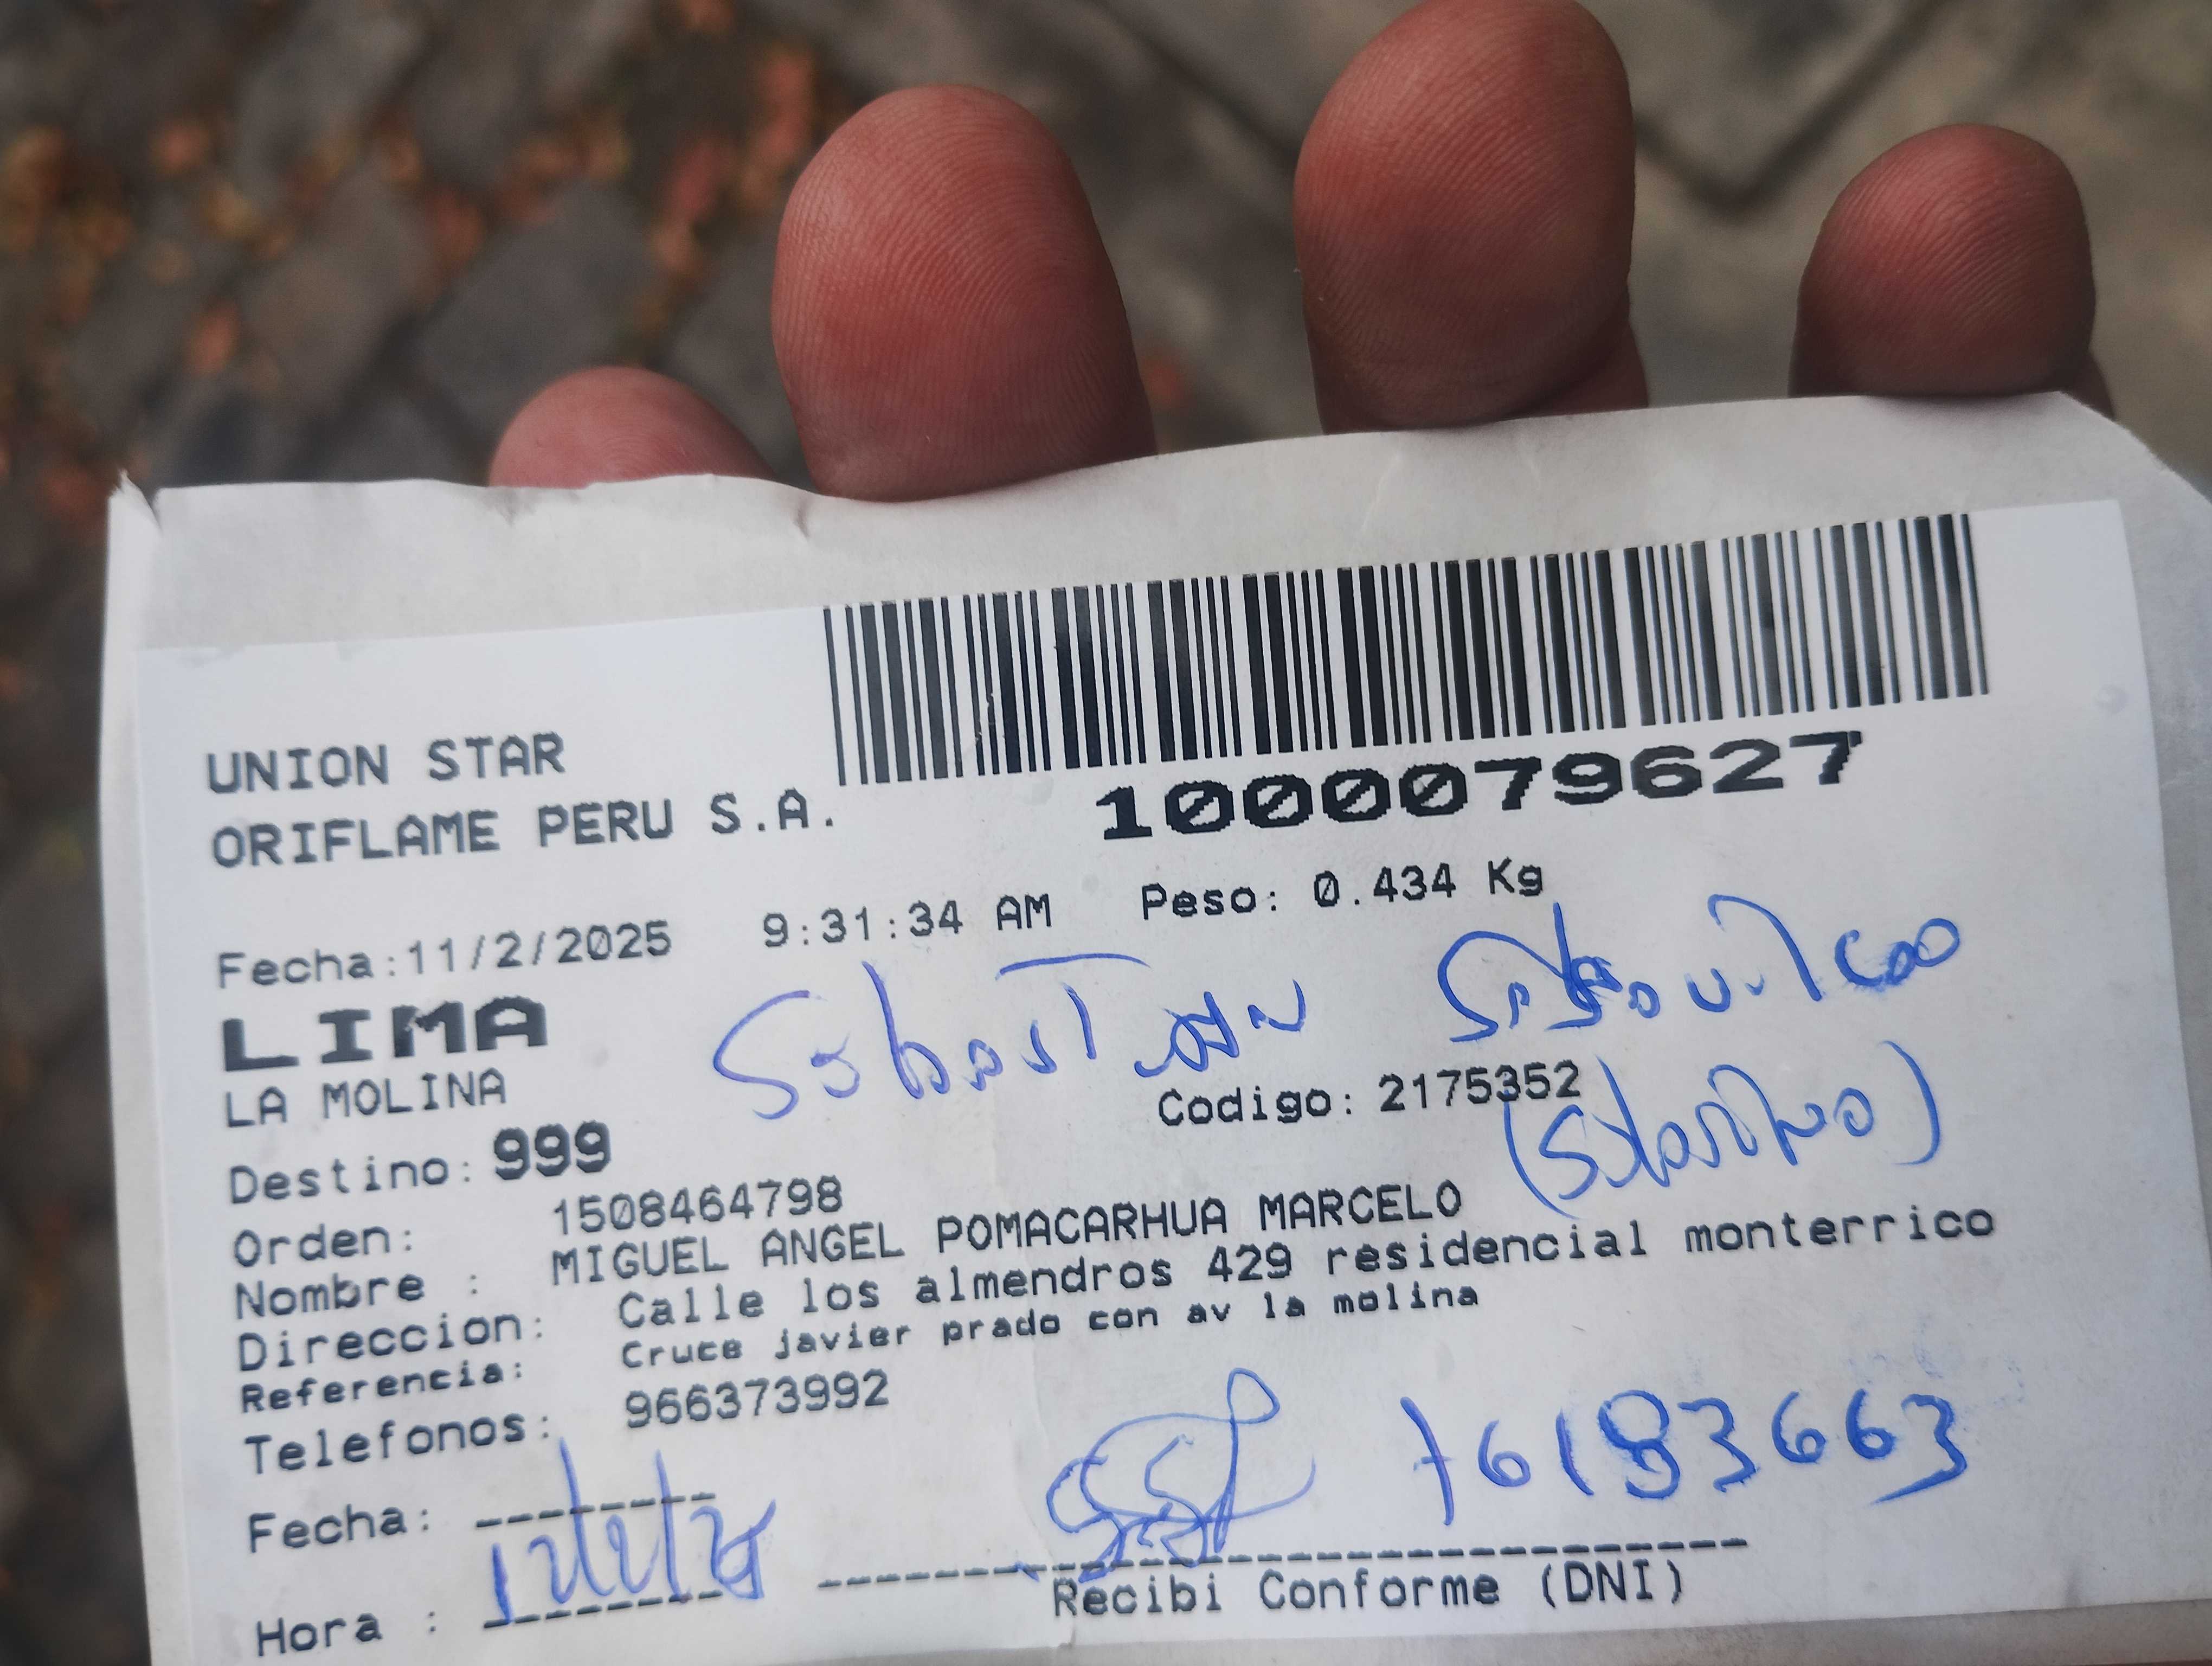 UNION STAR
ORIFLAME PERU S.A.
1000079627
Fecha:11/2/2025 9:31:34 AM Peso: 0.434 Kg
LIMA
LA MOLINA
Sebastian
Codigo: 2175352
Destino: 999
Orden: 1508464798
Nombre : MIGUEL ANGEL POMACARHUA MARCELO
Direccion: Calle los almendros 429 residencial monterrico
Referencia: Cruce javier prado con av la molina
Telefonos: 966373992
76183663
Fecha:
Hora :
Recibi Conforme (DNI)